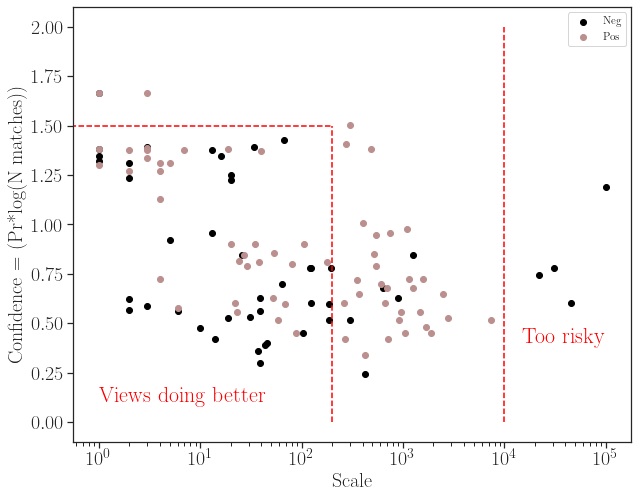 Neg
Pos
2.00
1.75
1.50
1.25
1.00
0.75
0.50
0.25
0.00
Confidence = (Pr*log(N matches))
Too risky
Views doing better
10^0
10^1
10^2
10^3
10^4
10^5
Scale